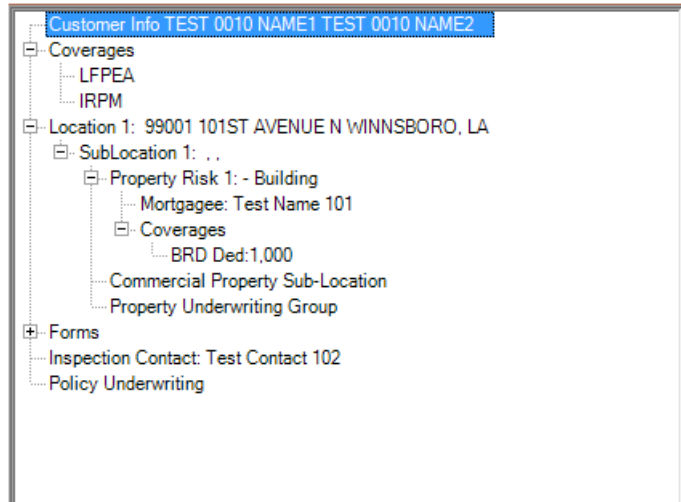 Customer Info TEST 0010 NAME1 TEST 0010 NAME2
Coverages
LFPEA
IRPM
Location 1: 99001 101ST AVENUE N WINNSBORO, LA
SubLocation 1: , ,
Property Risk 1: - Building
Mortgagee: Test Name 101
Coverages
BRD Ded:1,000
Commercial Property Sub-Location
Property Underwriting Group
Forms
Inspection Contact: Test Contact 102
Policy Underwriting